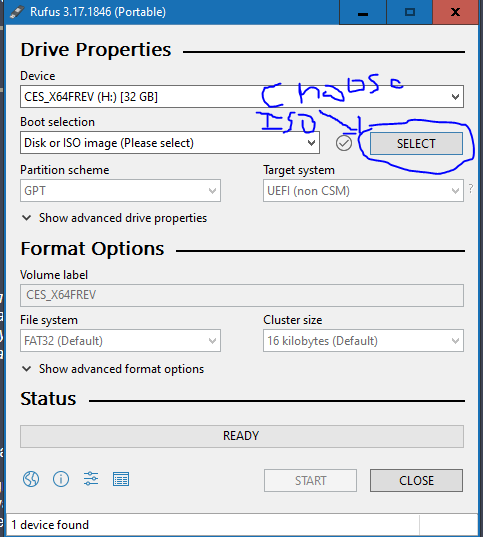 Rufus 3.17.1846 (Portable)
Drive Properties
Device
CES_X64FREV (H:) [32 GB]
Choose
ISO
Boot selection
Disk or ISO image (Please select)
SELECT
Partition scheme
Target system
GPT
UEFI (non CSM)
?
Show advanced drive properties
Format Options
Volume label
CES_X64FREV
File system
Cluster size
FAT32 (Default)
16 kilobytes (Default)
Show advanced format options
Status
READY
START
CLOSE
1 device found